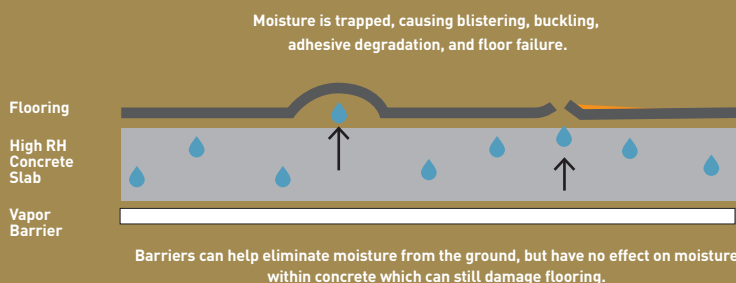 Moisture is trapped, causing blistering, buckling,
adhesive degradation, and floor failure.
Flooring
High RH
Concrete
Slab
Vapor
Barrier
Barriers can help eliminate moisture from the ground, but have no effect on moisture
within concrete which can still damage flooring.